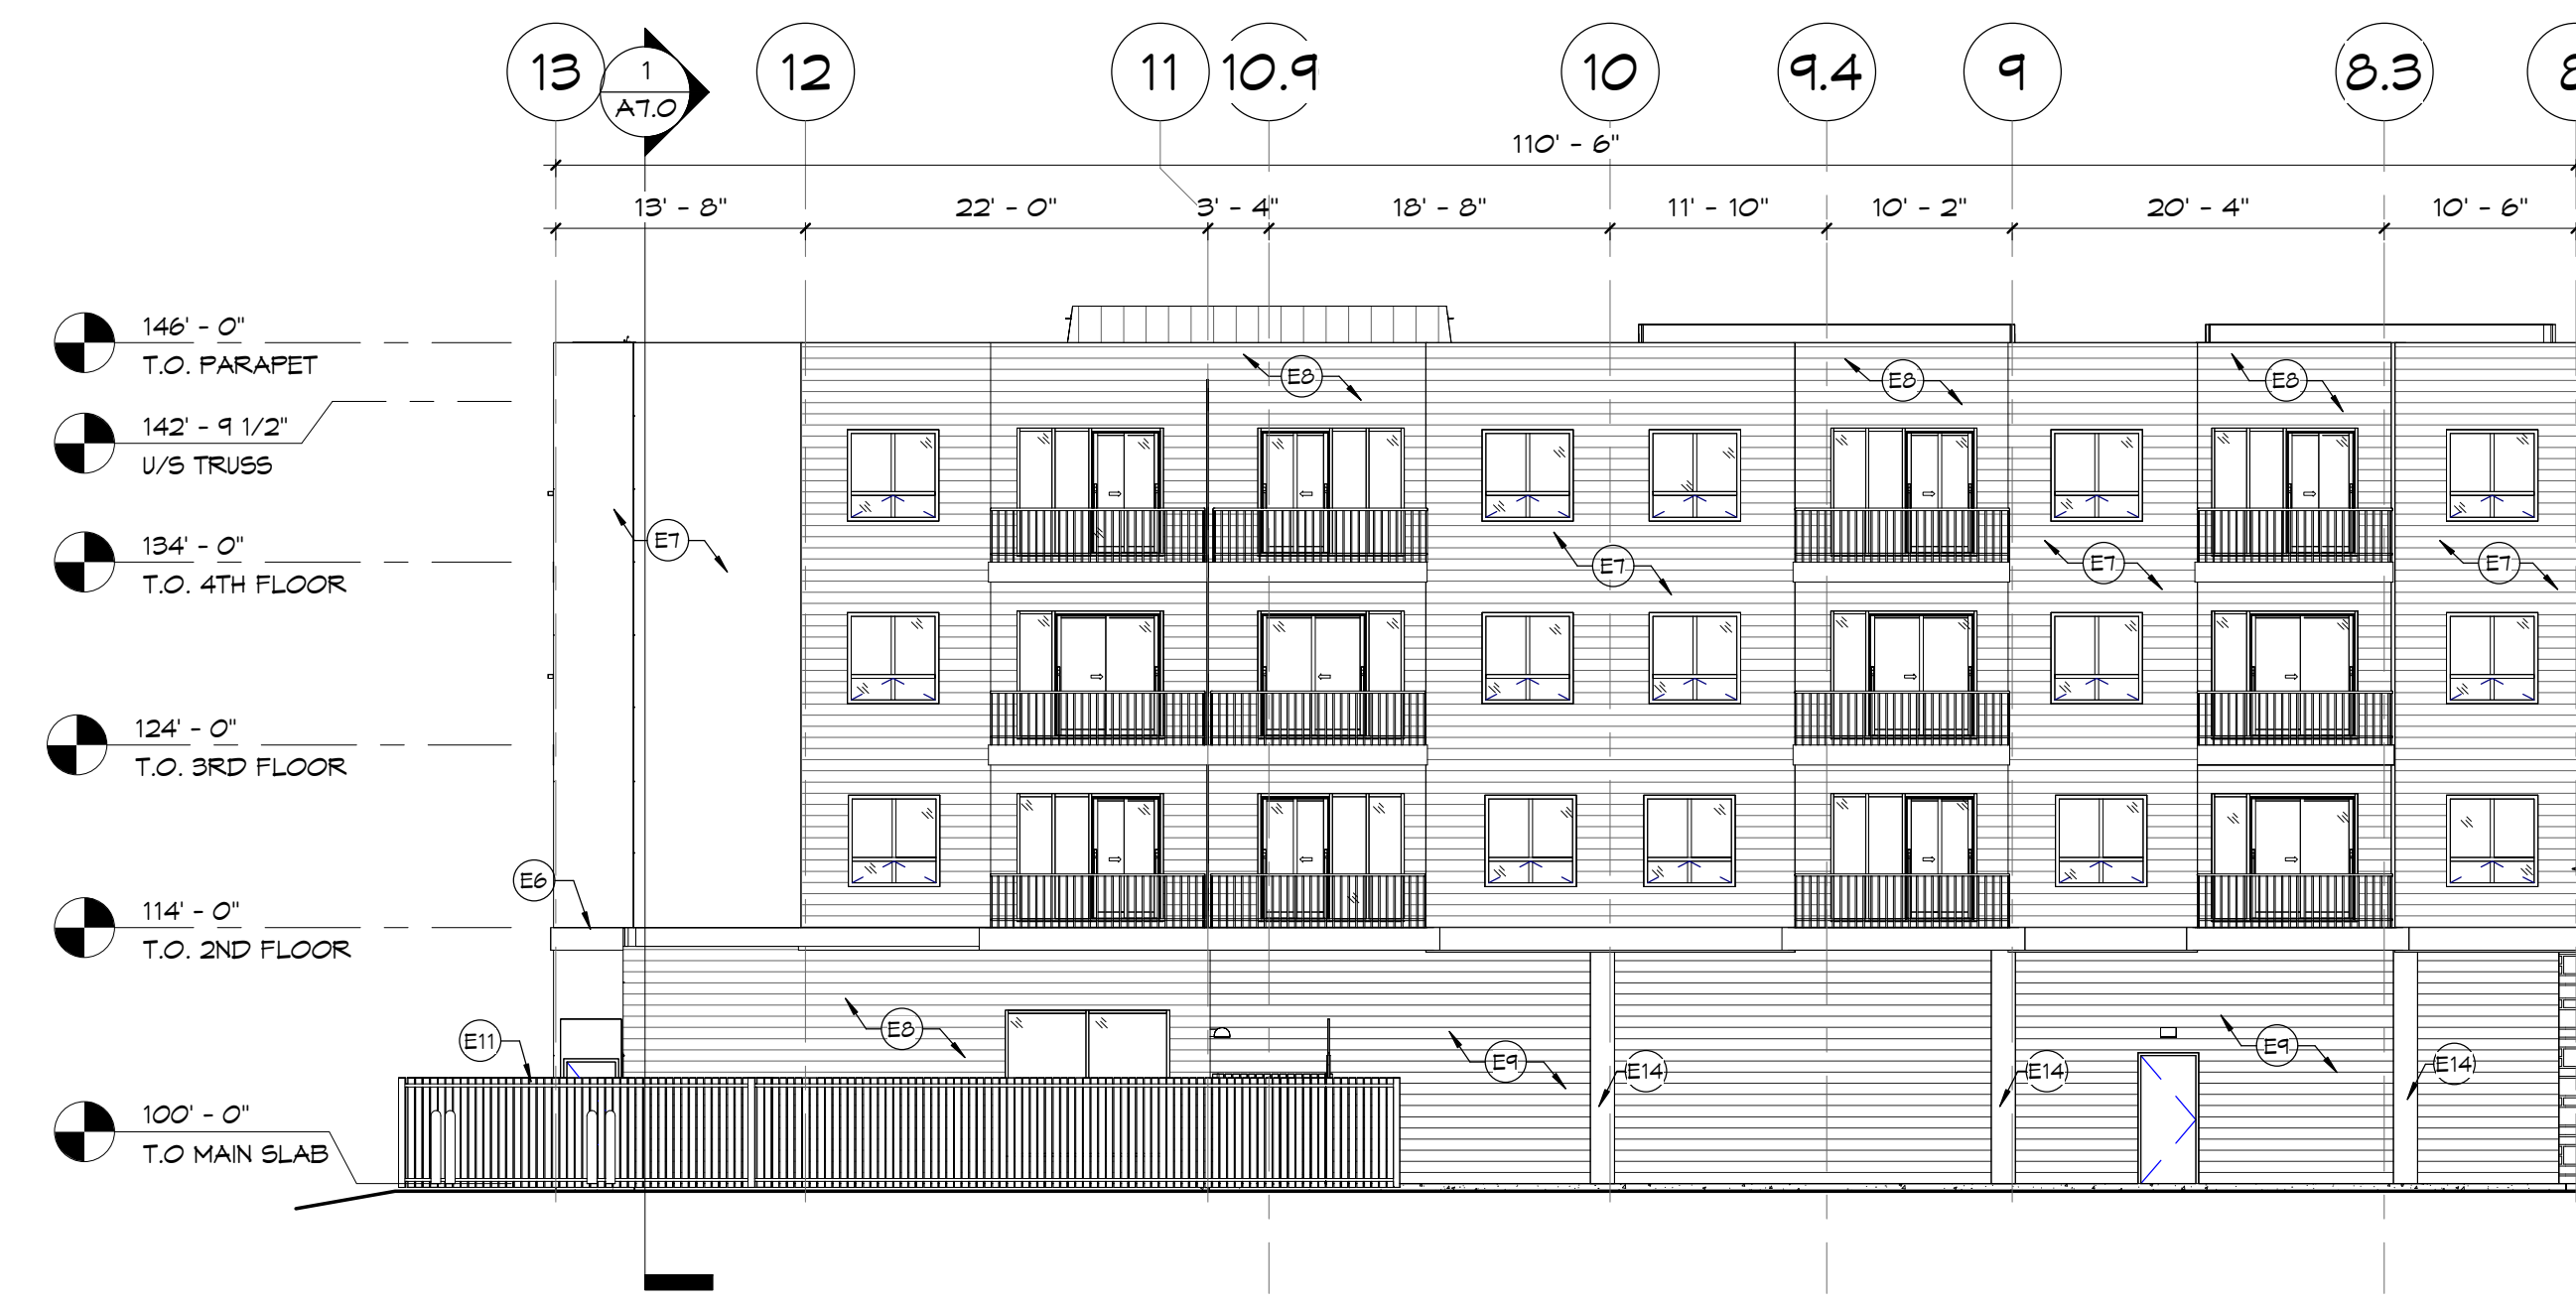 13
1
A7.0
12
11
10.9
10
9.4
9
8.3
110' - 6"
13' - 8"
22' - 0"
3' - 4"
18' - 8"
11' - 10"
10' - 2"
20' - 4"
10' - 6"
146' - 0"
T.O. PARAPET
142' - 9 1/2"
U/S TRUSS
134' - 0"
T.O. 4TH FLOOR
124' - 0"
T.O. 3RD FLOOR
114' - 0"
T.O. 2ND FLOOR
100' - 0"
T.O MAIN SLAB
E8
E8
E8
E7
E7
E7
E7
E6
E11
E8
E9
E14
E14
E9
E14